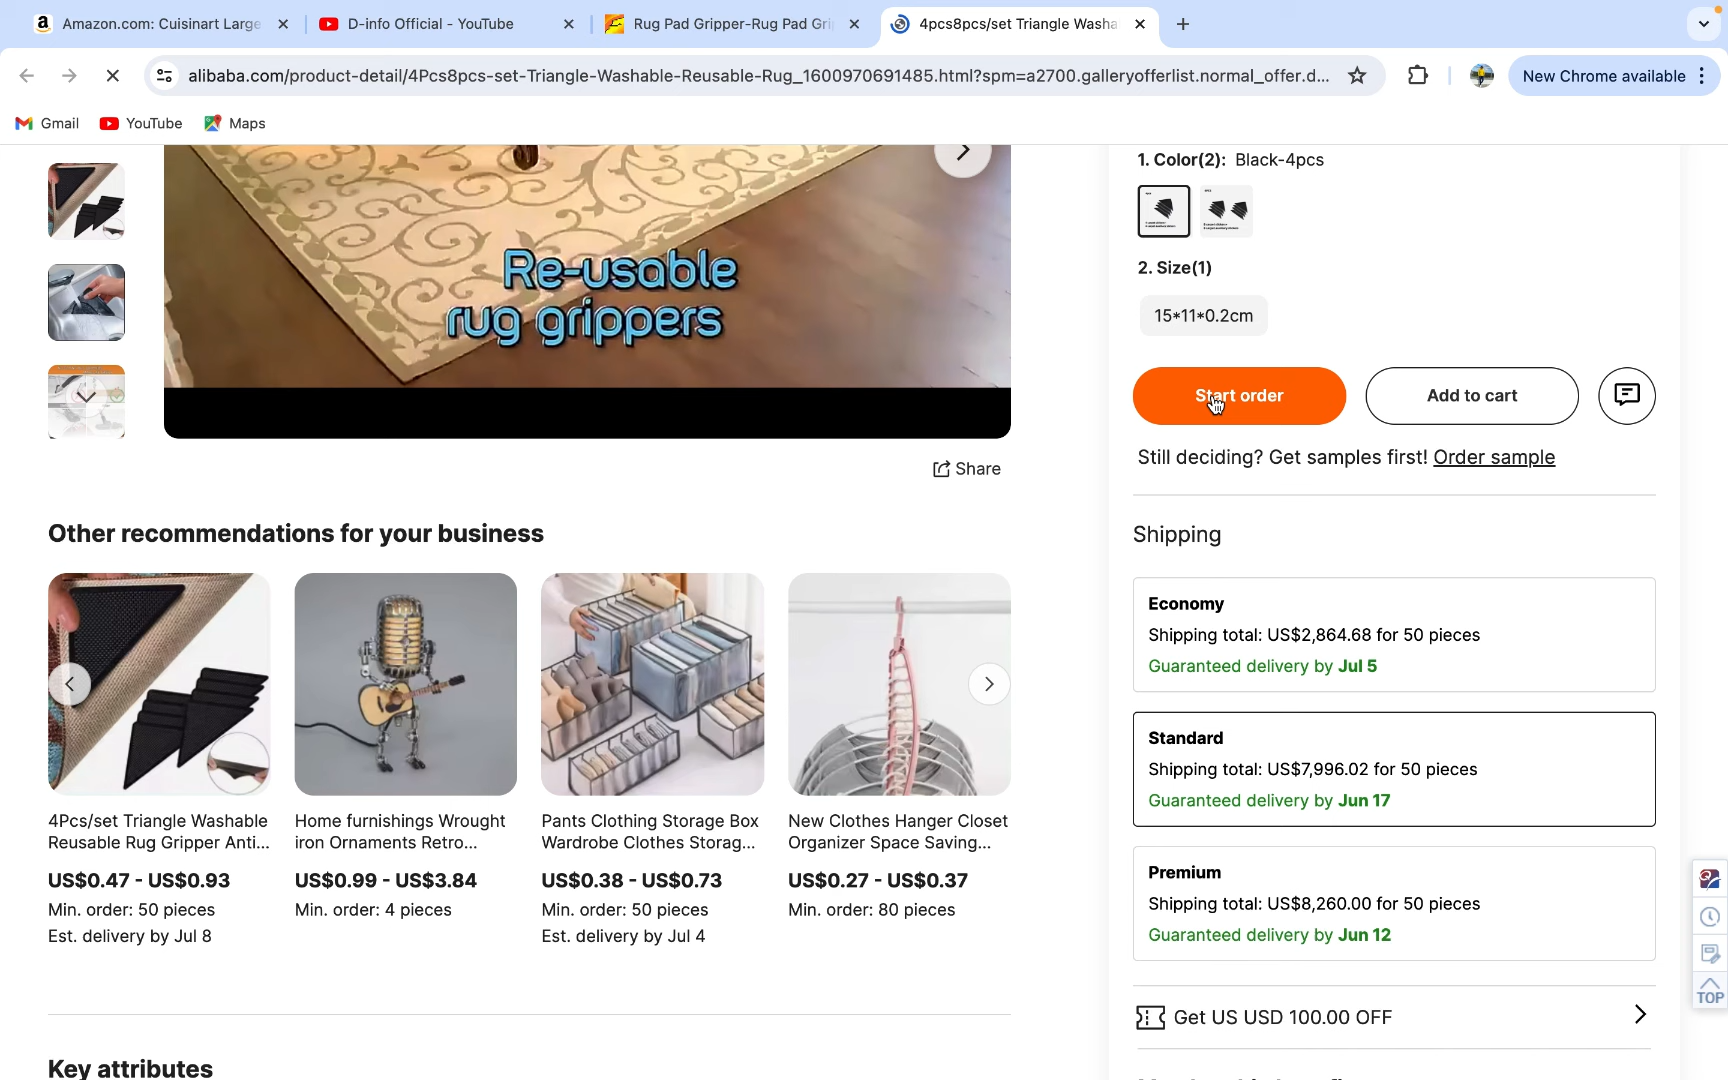 Amazon.com: Cuisinart Large
D-info Official - YouTube
Rug Pad Gripper-Rug Pad Gri
4pcs8pcs/set Triangle Washa
alibaba.com/product-detail/4Pcs8pcs-set-Triangle-Washable-Reusable-Rug_1600970691485.html?spm=a2700.galleryofferlist.normal_offer.d...
New Chrome available
Gmail
YouTube
Maps
Re-usable
rug grippers
Share
1. Color(2): Black-4pcs
2. Size(1)
15*11*0.2cm
Start order
Add to cart
Still deciding? Get samples first! Order sample
Shipping
Economy
Shipping total: US$2,864.68 for 50 pieces
Guaranteed delivery by Jul 5
Standard
Shipping total: US$7,996.02 for 50 pieces
Guaranteed delivery by Jun 17
Premium
Shipping total: US$8,260.00 for 50 pieces
Guaranteed delivery by Jun 12
Get US USD 100.00 OFF
TOP
Other recommendations for your business
4Pcs/set Triangle Washable
Reusable Rug Gripper Anti...
US$0.47 - US$0.93
Min. order: 50 pieces
Est. delivery by Jul 8
Home furnishings Wrought
iron Ornaments Retro...
US$0.99 - US$3.84
Min. order: 4 pieces
Pants Clothing Storage Box
Wardrobe Clothes Storag...
US$0.38 - US$0.73
Min. order: 50 pieces
Est. delivery by Jul 4
New Clothes Hanger Closet
Organizer Space Saving...
US$0.27 - US$0.37
Min. order: 80 pieces
Key attributes